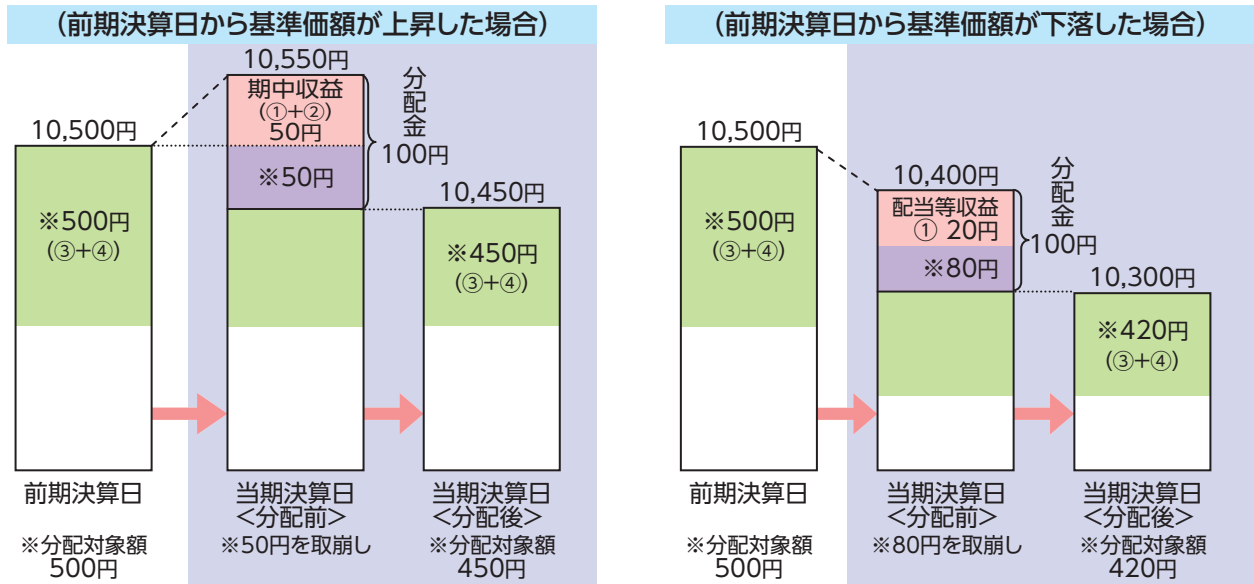 (前期決算日から基準価額が上昇した場合)
10,550円
期中収益
(①+②)
50円
分配金
100円
10,500円
※50円
10,450円
※500円
(③+④)
※450円
(③+④)
前期決算日
当期決算日
<分配前>
当期決算日
<分配後>
※分配対象額
500円
※50円を取崩し
※分配対象額
450円
(前期決算日から基準価額が下落した場合)
10,500円
10,400円
配当等収益
① 20円
分配金
100円
※80円
10,300円
※500円
(③+④)
※420円
(③+④)
前期決算日
当期決算日
<分配前>
当期決算日
<分配後>
※分配対象額
500円
※80円を取崩し
※分配対象額
420円